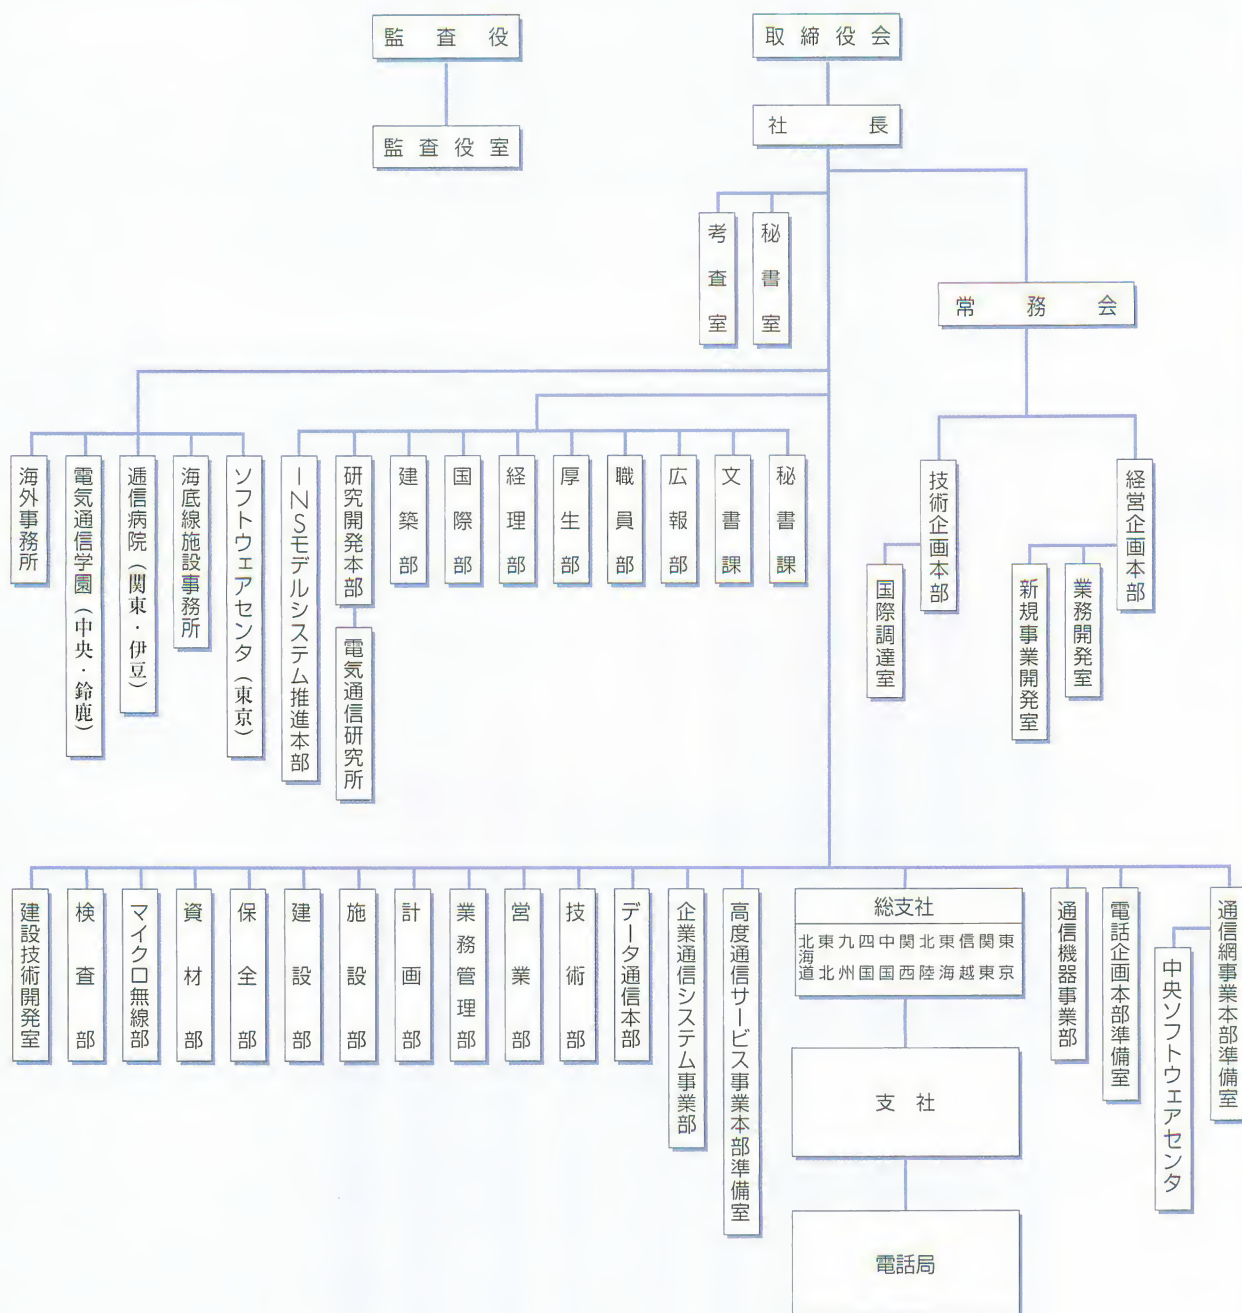 監査役
監査役室
取締役会
社長
考査室
秘書室
常務会
技術企画本部
国際調達室
経営企画本部
新規事業開発室
業務開発室
海外事務所
電気通信学園（中央・鈴鹿）
逓信病院（関東・伊豆）
海底線施設事務所
ソフトウェアセンタ（東京）
INSモデルシステム推進本部
研究開発本部
電気通信研究所
建築部
国際部
経理部
厚生部
職員部
広報部
文書課
秘書課
建設技術開発室
検査部
マイクロ無線部
資材部
保全部
建設部
施設部
計画部
業務管理部
営業部
技術部
データ通信本部
企業通信システム事業部
高度通信サービス事業本部準備室
総支社
北海道
東北
九州
四国
中国
関西
北陸
東海
信越
関東
東京
支社
電話局
通信機器事業部
電話企画本部準備室
中央ソフトウェアセンタ
通信網事業本部準備室